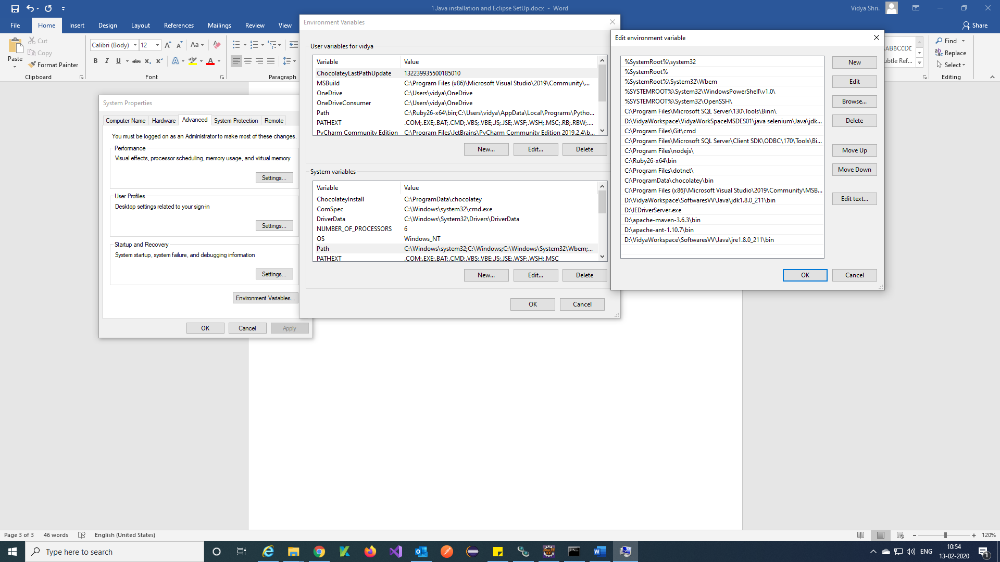 1.Java installation and Eclipse SetUp.docx - Word
Vidya Shri.
File Home Insert Design Layout References Mailings Review View
Share
Paste
Cut
Copy
Format Painter
Clipboard
Calibri (Body) 12
Font
Paragraph
Find
Replace
Select
Editing
System Properties
Computer Name Hardware Advanced System Protection Remote
You must be logged on as an Administrator to make most of these changes.
Performance
Visual effects, processor scheduling, memory usage, and virtual memory
Settings...
User Profiles
Desktop settings related to your sign-in
Settings...
Startup and Recovery
System startup, system failure, and debugging information
Settings...
Environment Variables...
OK Cancel Apply
Environment Variables
User variables for vidya
Variable Value
ChocolateyLastPathUpdate 132239935500185010
MSBuild C:\Program Files (x86)\Microsoft Visual Studio\2019\Community\...
OneDrive C:\Users\vidya\OneDrive
OneDriveConsumer C:\Users\vidya\OneDrive
Path C:\Ruby26-x64\bin;C:\Users\vidya\AppData\Local\Programs\Pytho...
PATHEXT .COM;.EXE;.BAT;.CMD;.VBS;.VBE;.JS;.JSE;.WSF;.WSH;.MSC;.RB;.RBW;....
PyCharm Community Edition C:\Program Files\JetBrains\PyCharm Community Edition 2019.2.4\b...
New... Edit... Delete
System variables
Variable Value
ChocolateyInstall C:\ProgramData\chocolatey
ComSpec C:\Windows\system32\cmd.exe
DriverData C:\Windows\System32\Drivers\DriverData
NUMBER_OF_PROCESSORS 6
OS Windows_NT
Path C:\Windows\system32;C:\Windows;C:\Windows\System32\Wbem;...
PATHEXT .COM;.EXE;.BAT;.CMD;.VBS;.VBE;.JS;.JSE;.WSF;.WSH;.MSC
New... Edit... Delete
OK Cancel
Edit environment variable
%SystemRoot%\system32
%SystemRoot%
%SystemRoot%\System32\Wbem
%SYSTEMROOT%\System32\WindowsPowerShell\v1.0\
%SYSTEMROOT%\System32\OpenSSH\
C:\Program Files\Microsoft SQL Server\130\Tools\Binn\
D:\VidyaWorkspace\VidyaWorkSpaceMSDES01\java selenium\Java\jdk...
C:\Program Files\Git\cmd
C:\Program Files\Microsoft SQL Server\Client SDK\ODBC\170\Tools\Bi...
C:\Program Files\nodejs\
C:\Ruby26-x64\bin
C:\Program Files\dotnet\
C:\ProgramData\chocolatey\bin
C:\Program Files (x86)\Microsoft Visual Studio\2019\Community\MSB...
D:\VidyaWorkspace\SoftwaresVV\Java\jdk1.8.0_211\bin
D:\IEDriverServer.exe
D:\apache-maven-3.6.3\bin
D:\apache-ant-1.10.7\bin
D:\VidyaWorkspace\SoftwaresVV\Java\jre1.8.0_211\bin
New
Edit
Browse...
Delete
Move Up
Move Down
Edit text...
OK Cancel
Page 3 of 3 46 words English (United States) 120%
Type here to search
ENG
10:54
13-02-2020
1